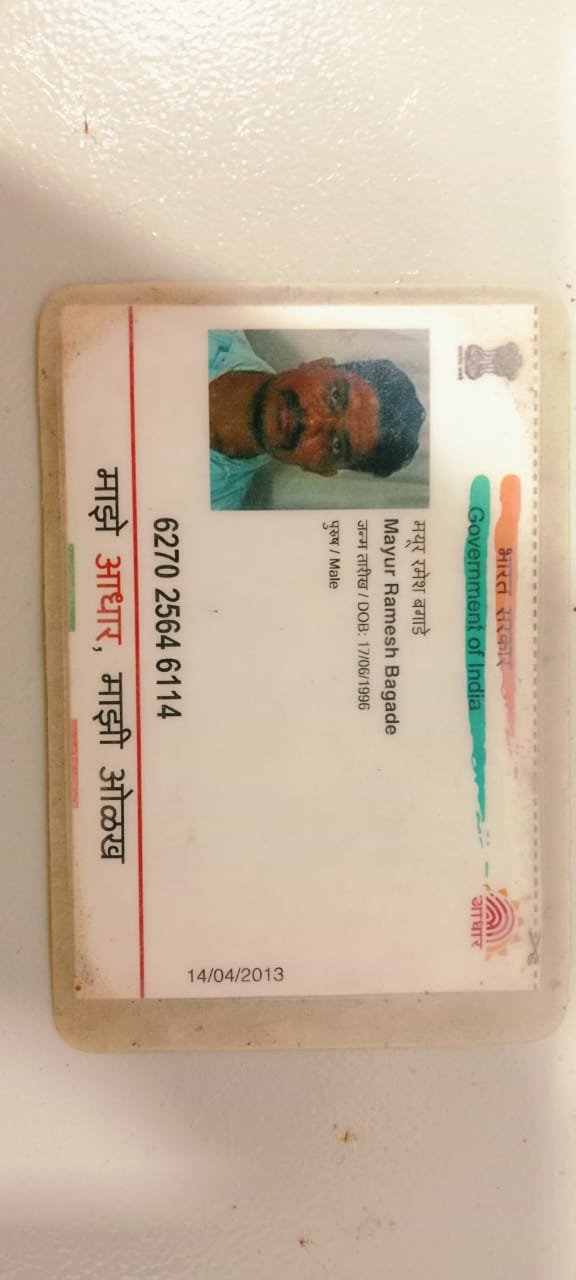 भारत सरकार
Government of India
आधार
मयूर रमेश बगाडे
Mayur Ramesh Bagade
जन्म तारीख / DOB: 17/06/1996
पुरुष / Male
14/04/2013
6270 2564 6114
माझे आधार, माझी ओळख